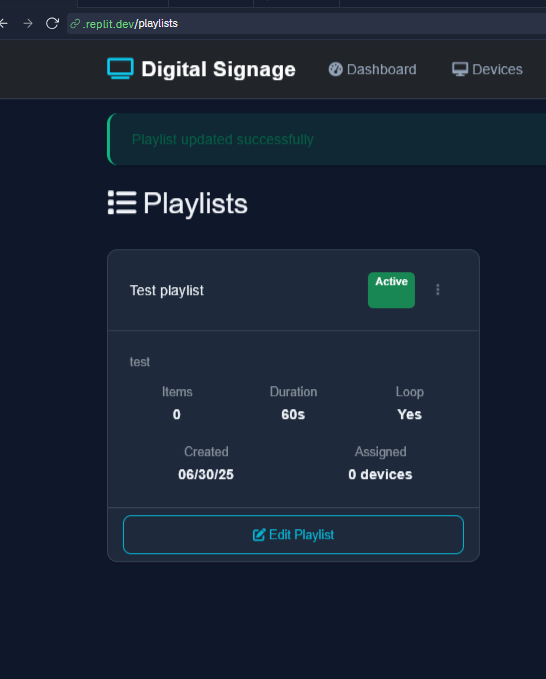 .replit.dev/playlists
Digital Signage Dashboard Devices
Playlist updated successfully
Playlists
Test playlist Active
test
Items Duration Loop
0 60s Yes
Created Assigned
06/30/25 0 devices
Edit Playlist